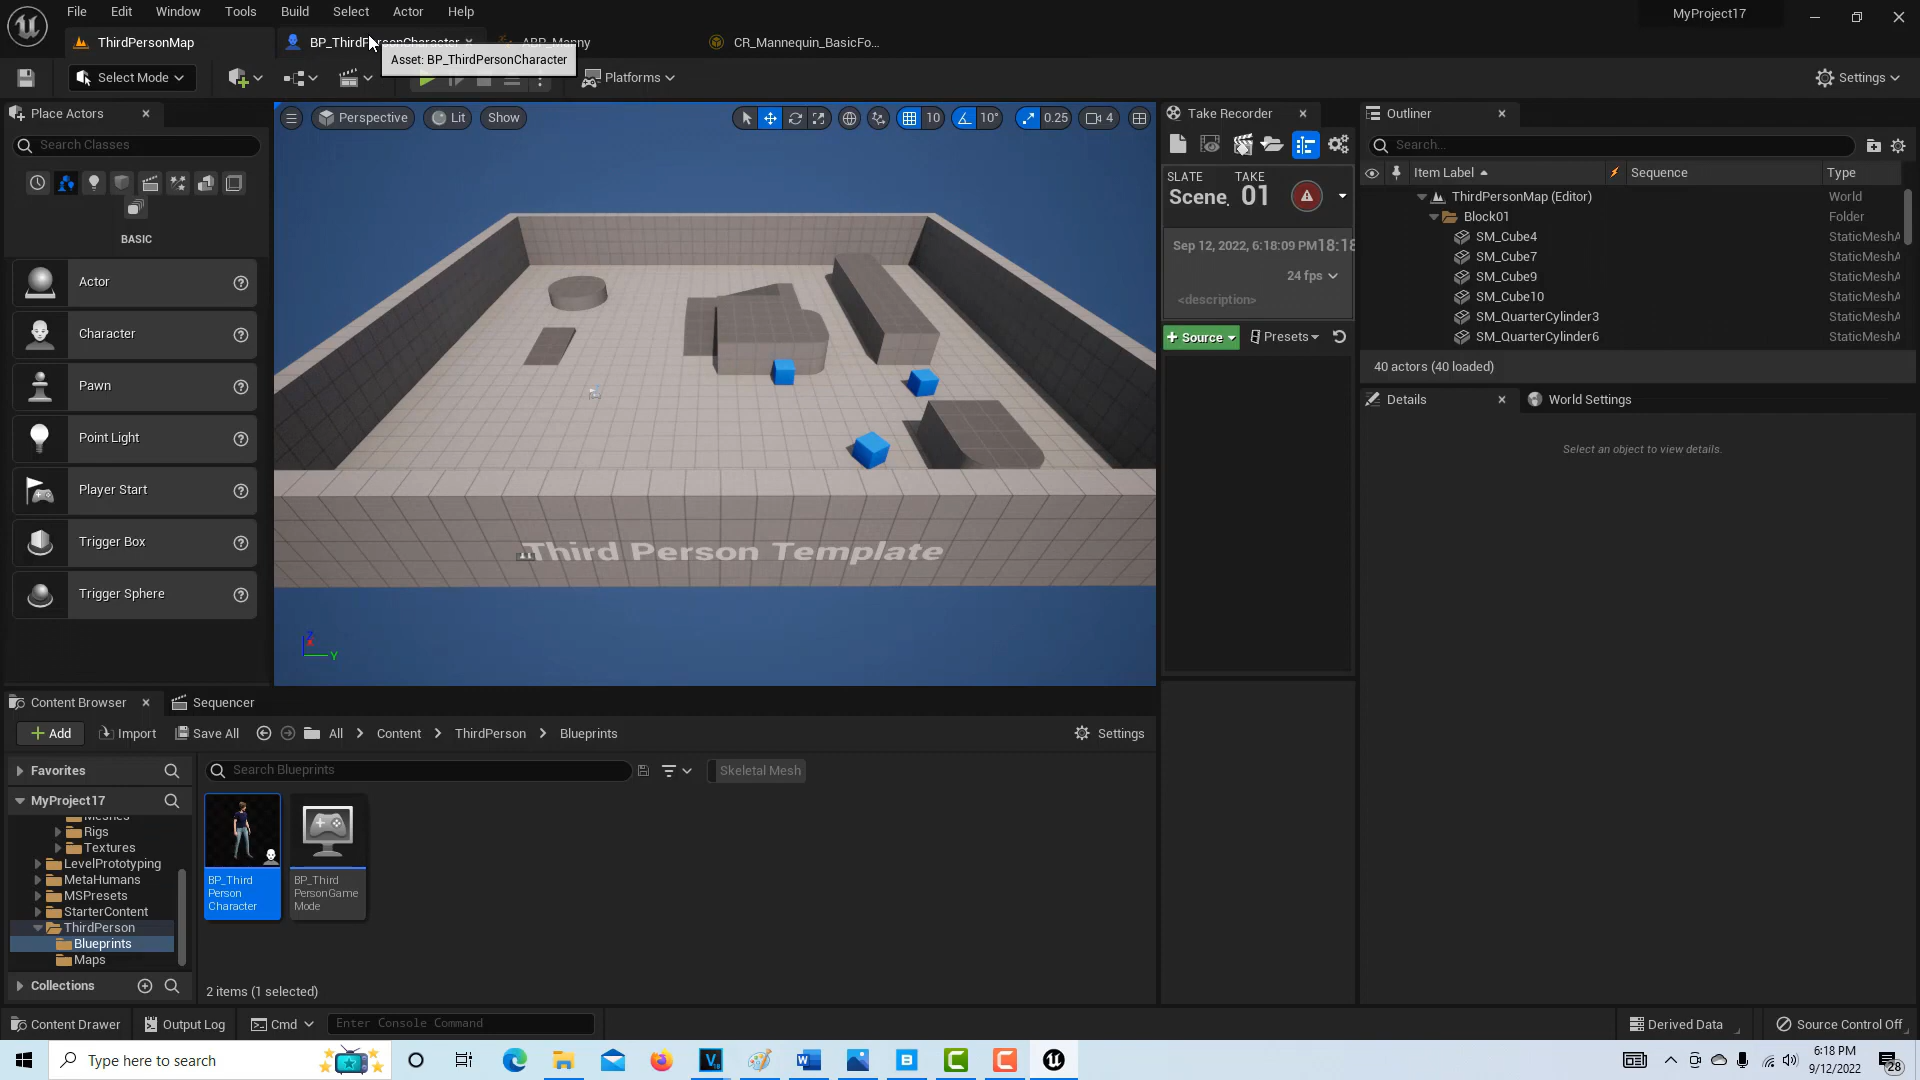 File Edit Window Tools Build Select Actor Help
MyProject17
ThirdPersonMap
BP_ThirdPersonCharacter
ABP_Manny
CR_Mannequin_BasicFo...
Asset: BP_ThirdPersonCharacter
Select Mode
Platforms
Settings
Place Actors
Search Classes
BASIC
Actor
Character
Pawn
Point Light
Player Start
Trigger Box
Trigger Sphere
Perspective Lit Show
10 10° 0.25 4
Third Person Template
Z
Y
Take Recorder
SLATE TAKE
Scene 01
Sep 12, 2022, 6:18:09 PM 18:18
24 fps
<description>
+ Source Presets
Outliner
Search...
Item Label Sequence Type
ThirdPersonMap (Editor) World
Block01 Folder
SM_Cube4 StaticMeshA
SM_Cube7 StaticMeshA
SM_Cube9 StaticMeshA
SM_Cube10 StaticMeshA
SM_QuarterCylinder3 StaticMeshA
SM_QuarterCylinder6 StaticMeshA
40 actors (40 loaded)
Details World Settings
Select an object to view details.
Content Browser Sequencer
+ Add Import Save All All > Content > ThirdPerson > Blueprints Settings
Favorites
Search Blueprints
Skeletal Mesh
MyProject17
Meshes
Rigs
Textures
LevelPrototyping
MetaHumans
MSPresets
StarterContent
ThirdPerson
Blueprints
Maps
Collections
BP_Third
Person
Character
BP_Third
PersonGame
Mode
2 items (1 selected)
Content Drawer Output Log Cmd Enter Console Command
Derived Data Source Control Off
Type here to search
6:18 PM
9/12/2022
28